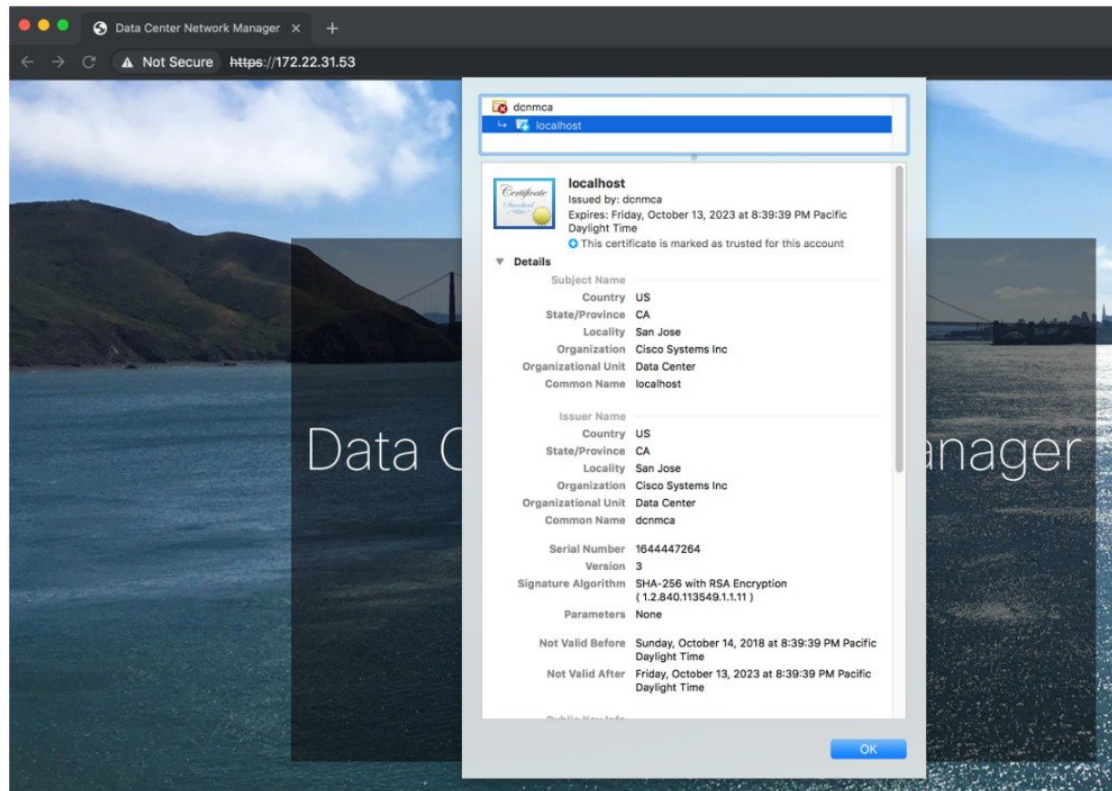 Data Center Network Manager
Not Secure https://172.22.31.53
dcnmca
localhost
Certificate
Standard
localhost
Issued by: dcnmca
Expires: Friday, October 13, 2023 at 8:39:39 PM Pacific
Daylight Time
This certificate is marked as trusted for this account
Details
Subject Name
Country US
State/Province CA
Locality San Jose
Organization Cisco Systems Inc
Organizational Unit Data Center
Common Name localhost
Issuer Name
Country US
State/Province CA
Locality San Jose
Organization Cisco Systems Inc
Organizational Unit Data Center
Common Name dcnmca
Serial Number 1644447264
Version 3
Signature Algorithm SHA-256 with RSA Encryption
( 1.2.840.113549.1.1.11 )
Parameters None
Not Valid Before Sunday, October 14, 2018 at 8:39:39 PM Pacific
Daylight Time
Not Valid After Friday, October 13, 2023 at 8:39:39 PM Pacific
Daylight Time
Public Key Info
OK
Data C anager